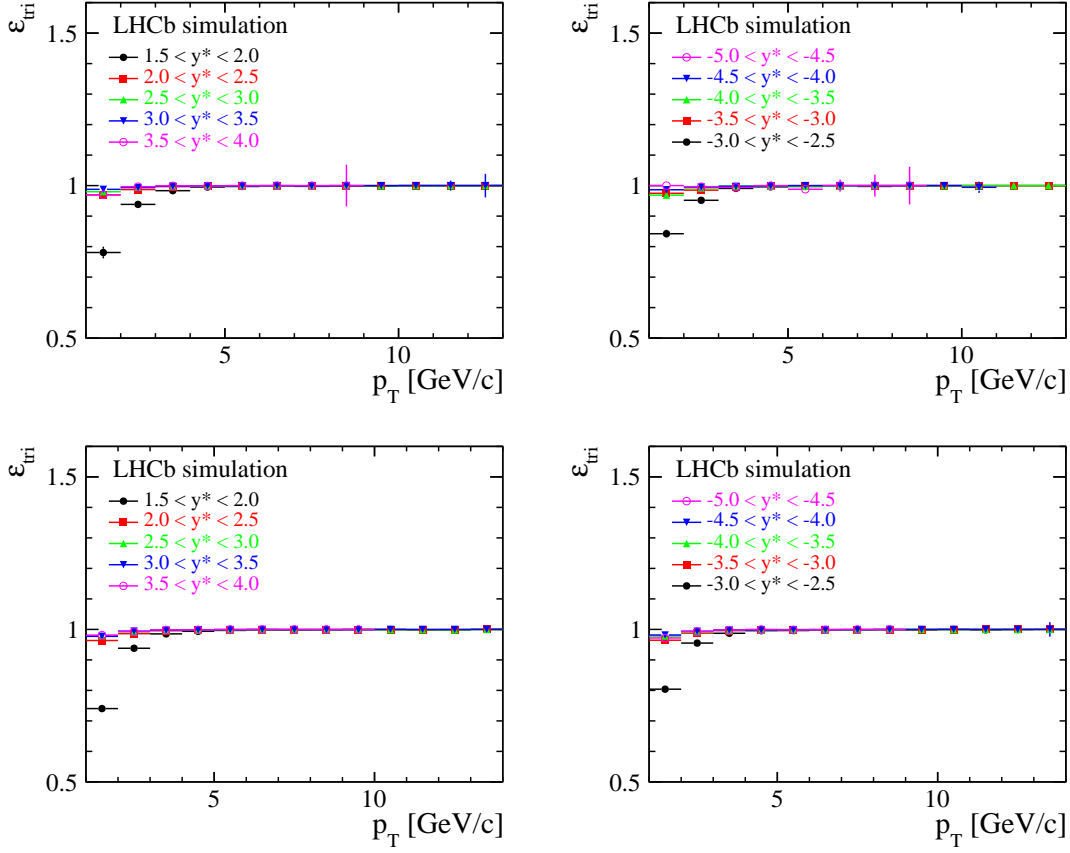 ε_tri
1.5
1
0.5
LHCb simulation
1.5 < y* < 2.0
2.0 < y* < 2.5
2.5 < y* < 3.0
3.0 < y* < 3.5
3.5 < y* < 4.0
5
10
p_T [GeV/c]
ε_tri
1.5
1
0.5
LHCb simulation
-5.0 < y* < -4.5
-4.5 < y* < -4.0
-4.0 < y* < -3.5
-3.5 < y* < -3.0
-3.0 < y* < -2.5
5
10
p_T [GeV/c]
ε_tri
1.5
1
0.5
LHCb simulation
1.5 < y* < 2.0
2.0 < y* < 2.5
2.5 < y* < 3.0
3.0 < y* < 3.5
3.5 < y* < 4.0
5
10
p_T [GeV/c]
ε_tri
1.5
1
0.5
LHCb simulation
-5.0 < y* < -4.5
-4.5 < y* < -4.0
-4.0 < y* < -3.5
-3.5 < y* < -3.0
-3.0 < y* < -2.5
5
10
p_T [GeV/c]